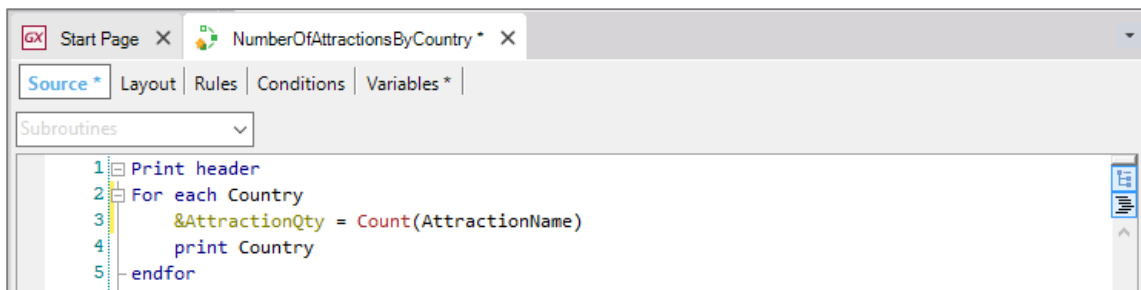 GX Start Page NumberOfAttractionsByCountry *
Source * Layout Rules Conditions Variables *
Subroutines
1 Print header
2 For each Country
3 &AttractionQty = Count(AttractionName)
4 print Country
5 endfor